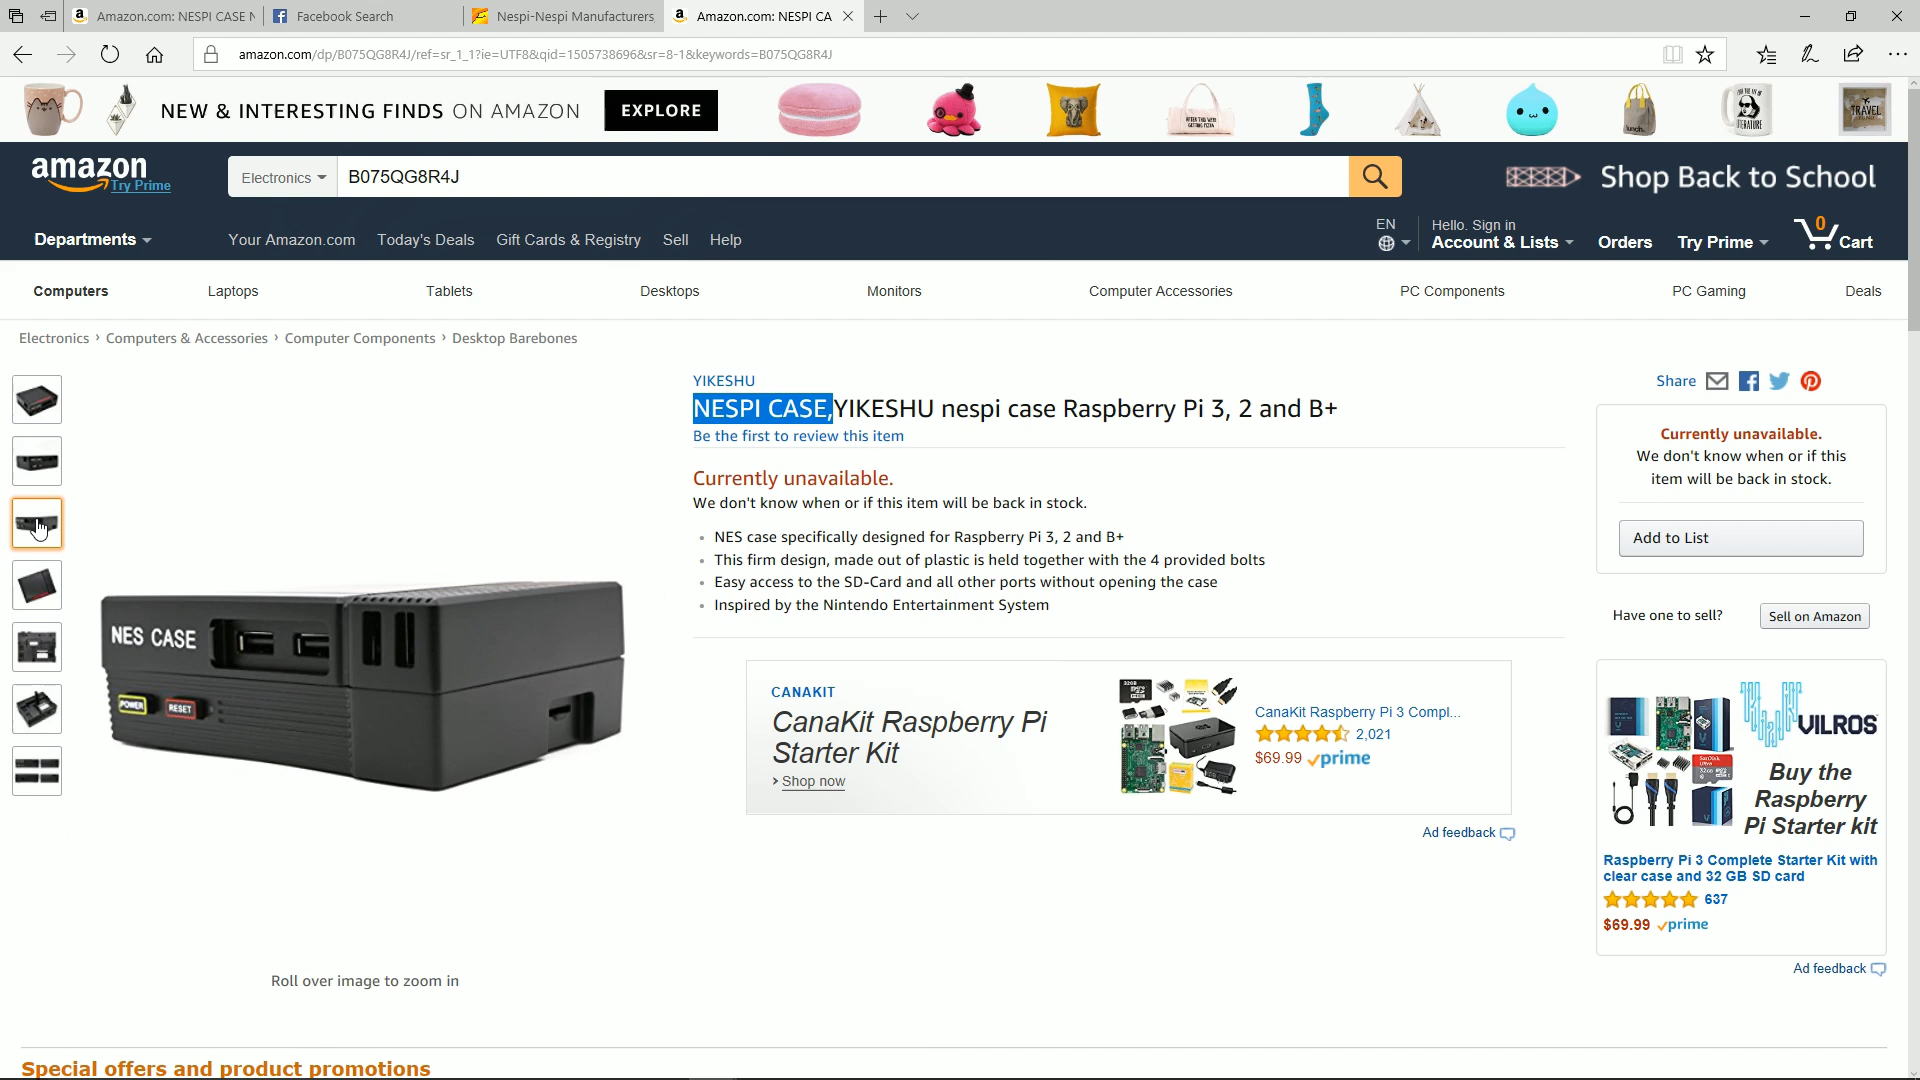 Amazon.com: NESPI CASE N
Facebook Search
Nespi-Nespi Manufacturers,
Amazon.com: NESPI CA
amazon.com/dp/B075QG8R4J/ref=sr_1_1?ie=UTF8&qid=1505738696&sr=8-1&keywords=B075QG8R4J
NEW & INTERESTING FINDS ON AMAZON
EXPLORE
lunch.
TRAVEL
amazon
Try Prime
Electronics
B075QG8R4J
Shop Back to School
Departments
Your Amazon.com
Today's Deals
Gift Cards & Registry
Sell
Help
EN
Hello. Sign in
Account & Lists
Orders
Try Prime
0
Cart
Computers
Laptops
Tablets
Desktops
Monitors
Computer Accessories
PC Components
PC Gaming
Deals
Electronics › Computers & Accessories › Computer Components › Desktop Barebones
YIKESHU
NESPI CASE,YIKESHU nespi case Raspberry Pi 3, 2 and B+
Be the first to review this item
Currently unavailable.
We don't know when or if this item will be back in stock.
• NES case specifically designed for Raspberry Pi 3, 2 and B+
• This firm design, made out of plastic is held together with the 4 provided bolts
• Easy access to the SD-Card and all other ports without opening the case
• Inspired by the Nintendo Entertainment System
NES CASE
POWER
RESET
Roll over image to zoom in
CANAKIT
CanaKit Raspberry Pi
Starter Kit
› Shop now
32GB
CanaKit Raspberry Pi 3 Compl...
2,021
$69.99 prime
Ad feedback
Share
Currently unavailable.
We don't know when or if this
item will be back in stock.
Add to List
Have one to sell?
Sell on Amazon
VILROS
SanDisk
Ultra
Buy the
Raspberry
Pi Starter kit
Raspberry Pi 3 Complete Starter Kit with
clear case and 32 GB SD card
637
$69.99 prime
Ad feedback
Special offers and product promotions